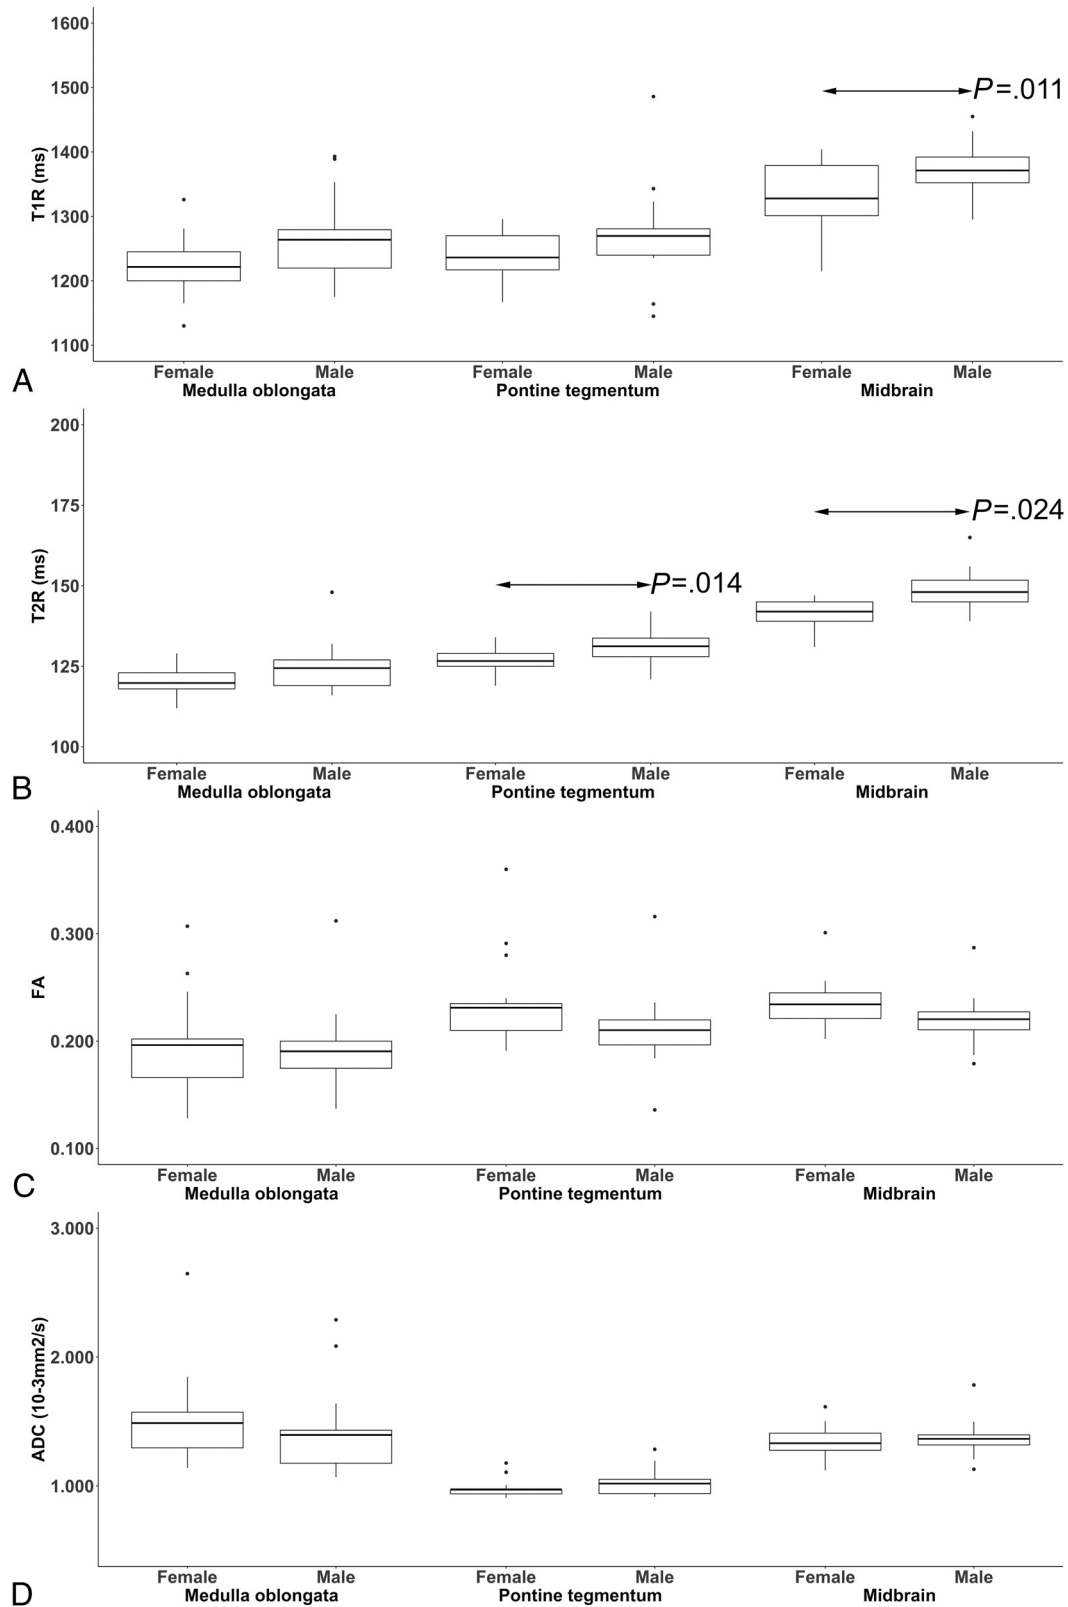 1600
1500
P=.011
1400
T1R (ms)
1300
1200
1100
Female Male Female Male Female Male
A Medulla oblongata Pontine tegmentum Midbrain
200
175
P=.024
T2R (ms)
150
P=.014
125
100
Female Male Female Male Female Male
B Medulla oblongata Pontine tegmentum Midbrain
0.400
0.300
FA
0.200
0.100
Female Male Female Male Female Male
C Medulla oblongata Pontine tegmentum Midbrain
3.000
ADC (10-3mm2/s)
2.000
1.000
Female Male Female Male Female Male
D Medulla oblongata Pontine tegmentum Midbrain